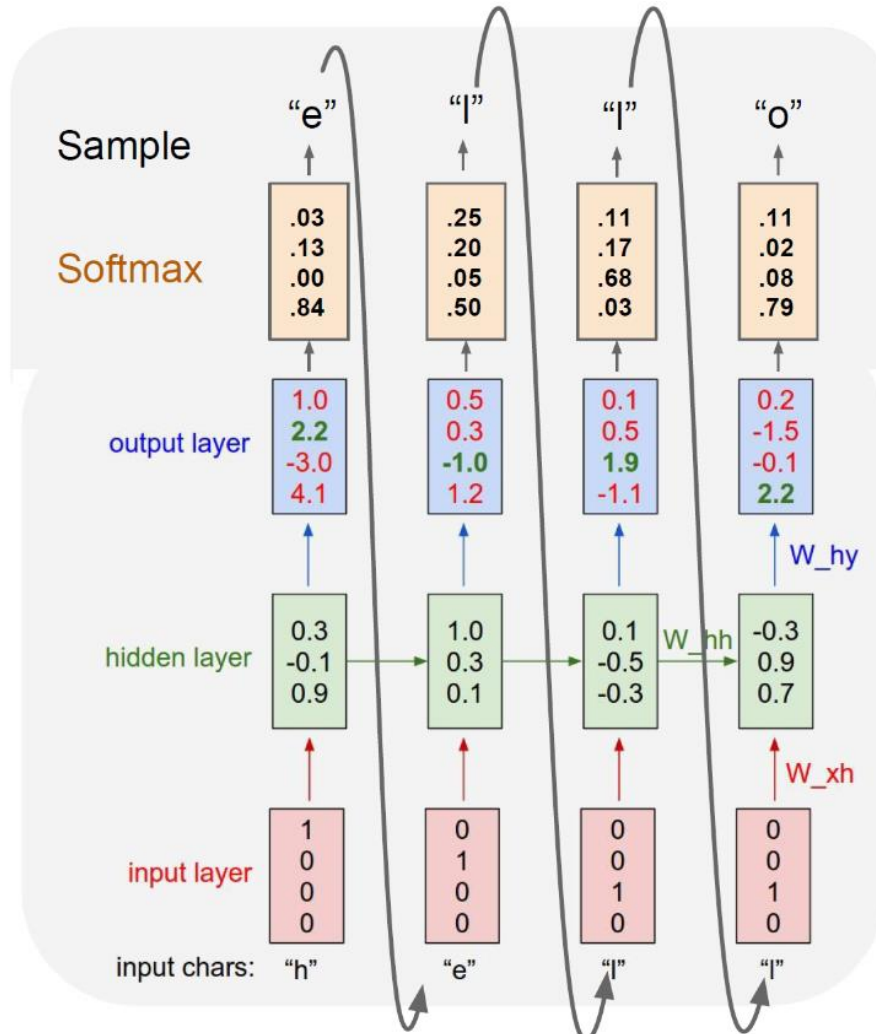 “e” “l” “l” “o”
Sample
.03 .25 .11 .11
.13 .20 .17 .02
Softmax
.00 .05 .68 .08
.84 .50 .03 .79
1.0 0.5 0.1 0.2
2.2 0.3 0.5 -1.5
output layer
-3.0 -1.0 1.9 -0.1
4.1 1.2 -1.1 2.2
W_hy
0.3 1.0 0.1 W_hh -0.3
hidden layer -0.1 0.3 -0.5 0.9
0.9 0.1 -0.3 0.7
W_xh
1 0 0 0
0 1 0 0
input layer
0 0 1 1
0 0 0 0
input chars: “h” “e” “l” “l”